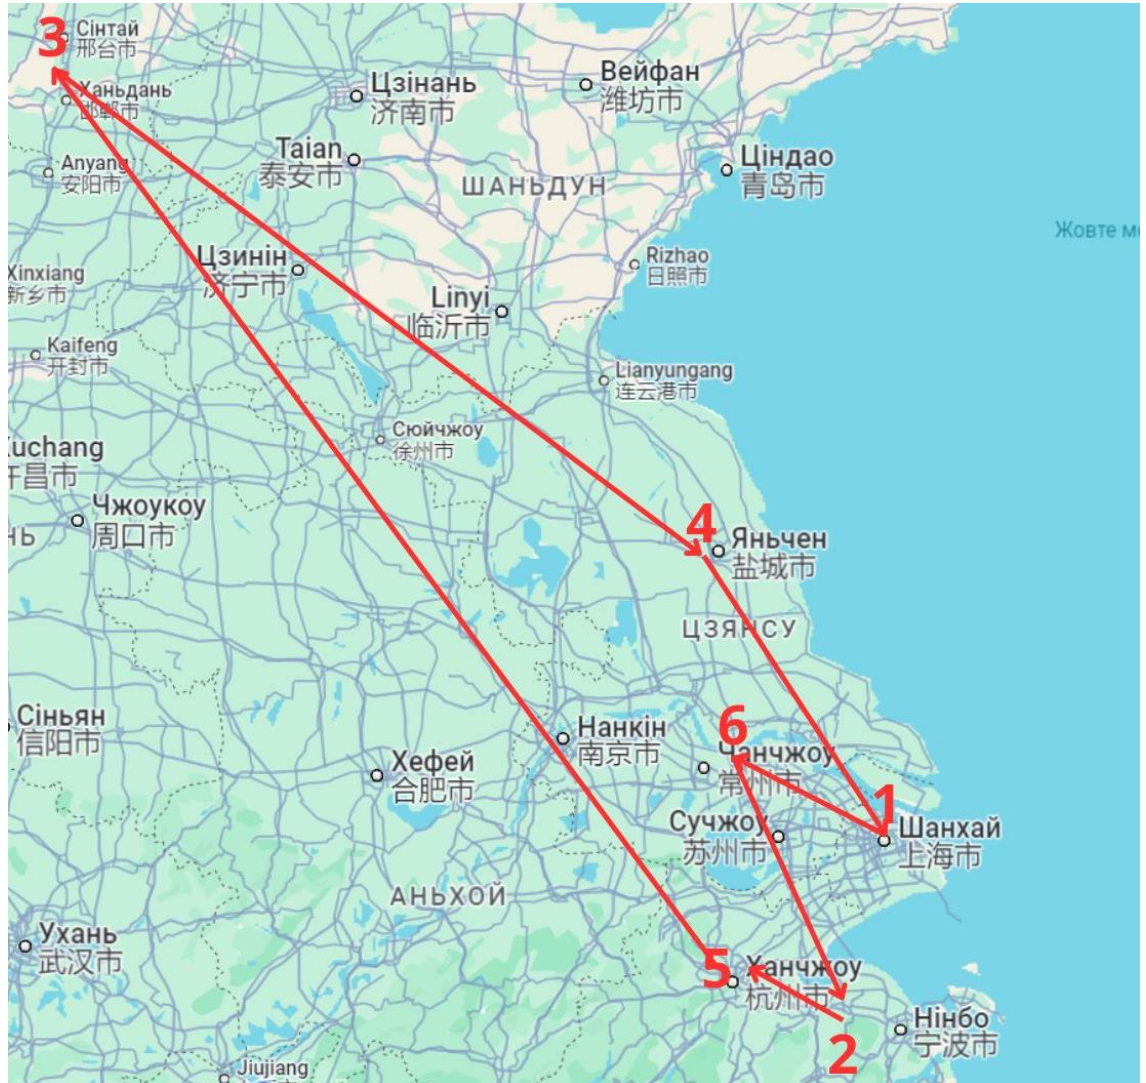 3
Сінтай
邢台市
Ханьдань
邯郸市
Цзінань
济南市
Вейфан
潍坊市
Anyang
安阳市
Taian
泰安市
ШАНЬДУН
Ціндао
青岛市
Жовте м
Xinxiang
新乡市
Цзинін
济宁市
Rizhao
日照市
Linyi
临沂市
Kaifeng
开封市
Lianyungang
连云港市
Сюйчжоу
徐州市
uchang
昌市
Чжоукоу
周口市
НЬ
4
Яньчен
盐城市
ЦЗЯНСУ
Сіньян
信阳市
Нанкін
南京市
6
Чанчжоу
常州市
Хефей
合肥市
1
Шанхай
上海市
Сучжоу
苏州市
АНЬХОЙ
Ухань
武汉市
5
Ханчжоу
杭州市
Нінбо
宁波市
2
Jiujiang